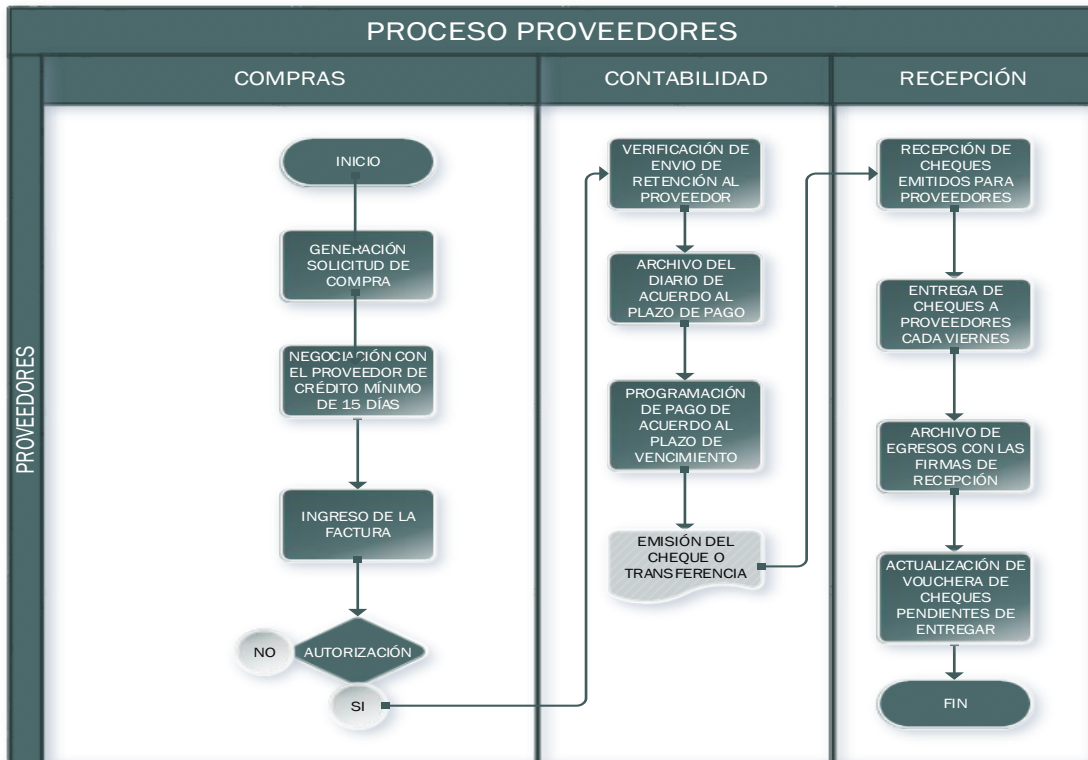 PROCESO PROVEEDORES
COMPRAS
CONTABILIDAD
RECEPCIÓN
PROVEEDORES
INICIO
GENERACIÓN
SOLICITUD DE
COMPRA
NEGOCIACIÓN CON
EL PROVEEDOR DE
CRÉDITO MÍNIMO
DE 15 DÍAS
INGRESO DE LA
FACTURA
NO
AUTORIZACIÓN
SI
VERIFICACIÓN DE
ENVIO DE
RETENCIÓN AL
PROVEEDOR
ARCHIVO DEL
DIARIO DE
ACUERDO AL
PLAZO DE PAGO
PROGRAMACIÓN
DE PAGO DE
ACUERDO AL
PLAZO DE
VENCIMIENTO
EMISIÓN DEL
CHEQUE O
TRANSFERENCIA
RECEPCIÓN DE
CHEQUES
EMITIDOS PARA
PROVEEDORES
ENTREGA DE
CHEQUES A
PROVEEDORES
CADA VIERNES
ARCHIVO DE
EGRESOS CON LAS
FIRMAS DE
RECEPCIÓN
ACTUALIZACIÓN DE
VOUCHERA DE
CHEQUES
PENDIENTES DE
ENTREGAR
FIN